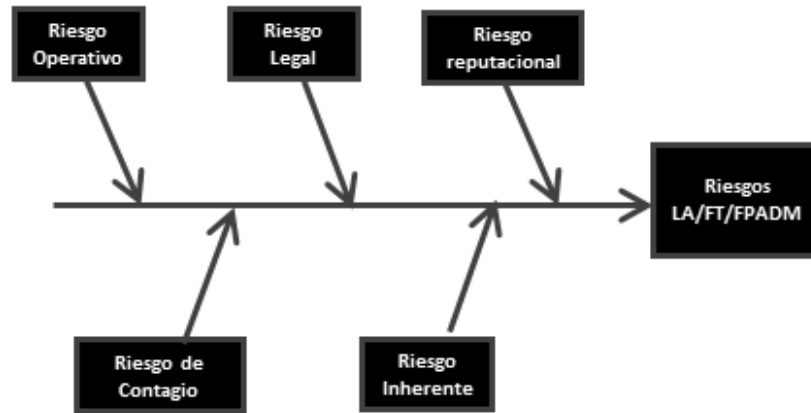 Riesgo
Operativo
Riesgo
Legal
Riesgo
reputacional
Riesgos
LA/FT/FPADM
Riesgo de
Contagio
Riesgo
Inherente